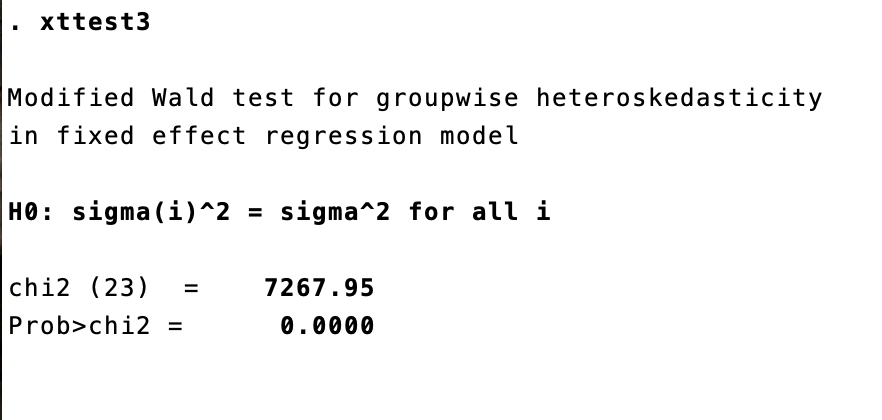 . xttest3
Modified Wald test for groupwise heteroskedasticity
in fixed effect regression model
H0: sigma(i)^2 = sigma^2 for all i
chi2 (23)  =    7267.95
Prob>chi2 =      0.0000